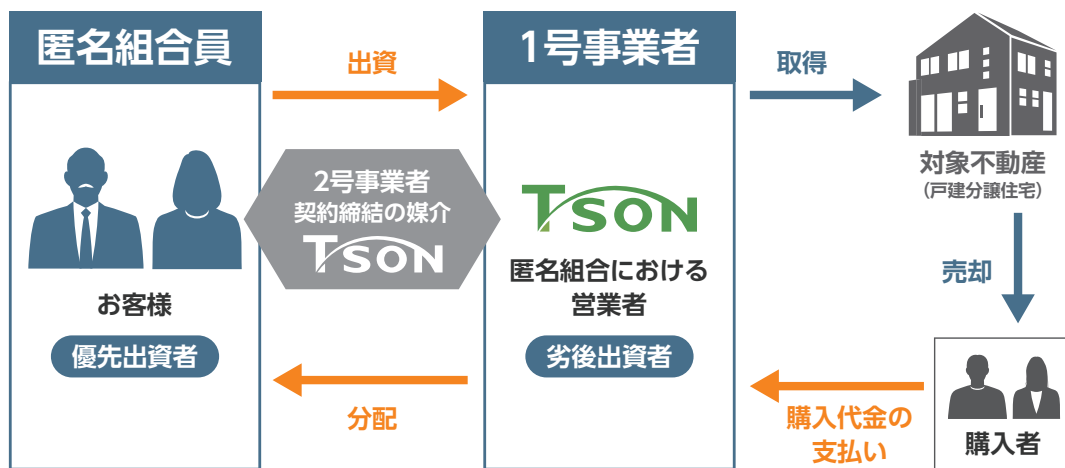 匿名組合員
お客様
優先出資者
出資
2号事業者
契約締結の媒介
TSON
分配
1号事業者
TSON
匿名組合における
営業者
劣後出資者
取得
対象不動産
(戸建分譲住宅)
売却
購入者
購入代金の
支払い